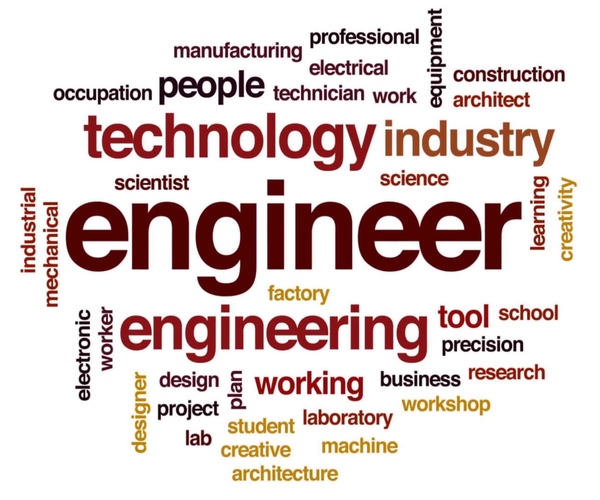 professional
equipment
manufacturing
electrical
construction
occupation
people
technician
work
architect
technology
industry
scientist
science
industrial
mechanical
engineer
learning
creativity
factory
electronic
worker
engineering
tool
school
precision
designer
design
plan
working
business
research
project
laboratory
workshop
lab
student
creative
machine
architecture